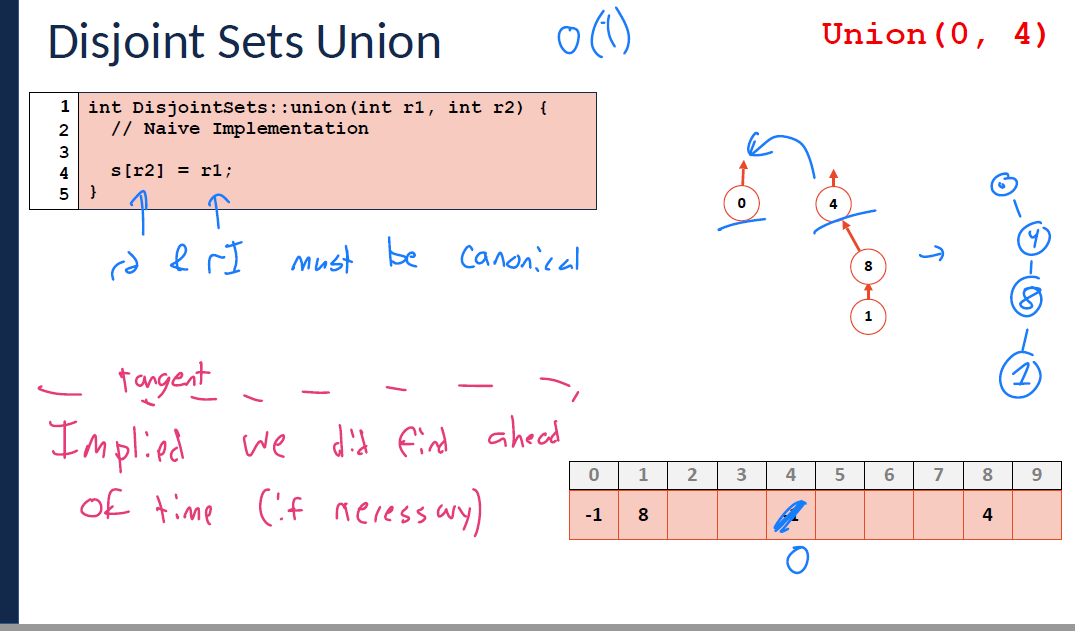 Disjoint Sets Union
O(1)
Union(0, 4)
1 int DisjointSets::union(int r1, int r2) {
2 // Naive Implementation
3
4 s[r2] = r1;
5 }
r2 & r1 must be canonical
0 4
8
1
0
4
8
1
tangent
Implied we did find ahead
of time (if necessary)
0 1 2 3 4 5 6 7 8 9
-1 8 -1 4
0